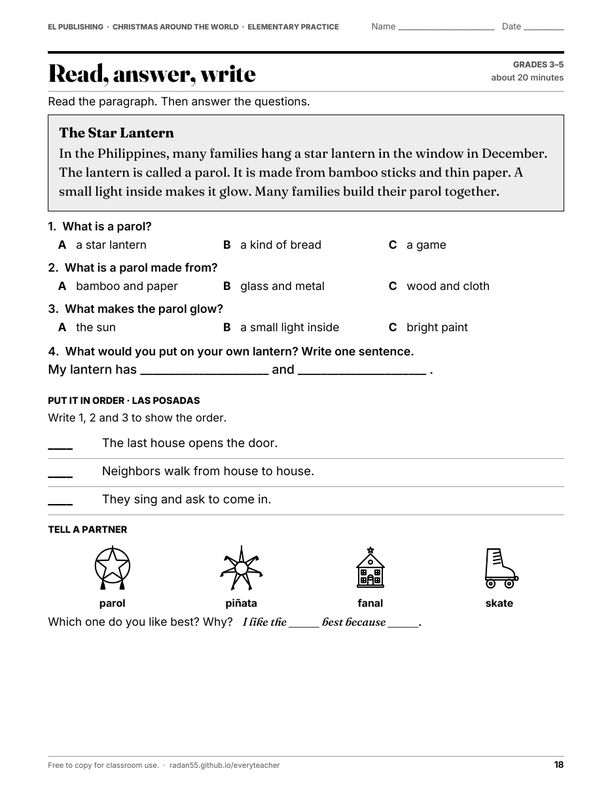 EL PUBLISHING · CHRISTMAS AROUND THE WORLD · ELEMENTARY PRACTICE Name ____________________ Date ________
Read, answer, write
GRADES 3–5
about 20 minutes
Read the paragraph. Then answer the questions.
The Star Lantern
In the Philippines, many families hang a star lantern in the window in December.
The lantern is called a parol. It is made from bamboo sticks and thin paper. A
small light inside makes it glow. Many families build their parol together.
1. What is a parol?
A a star lantern B a kind of bread C a game
2. What is a parol made from?
A bamboo and paper B glass and metal C wood and cloth
3. What makes the parol glow?
A the sun B a small light inside C bright paint
4. What would you put on your own lantern? Write one sentence.
My lantern has ____________________ and ____________________ .
PUT IT IN ORDER · LAS POSADAS
Write 1, 2 and 3 to show the order.
____ The last house opens the door.
____ Neighbors walk from house to house.
____ They sing and ask to come in.
TELL A PARTNER
parol piñata fanal skate
Which one do you like best? Why? I like the ______ best because ______.
Free to copy for classroom use. · radan55.github.io/everyteacher 18